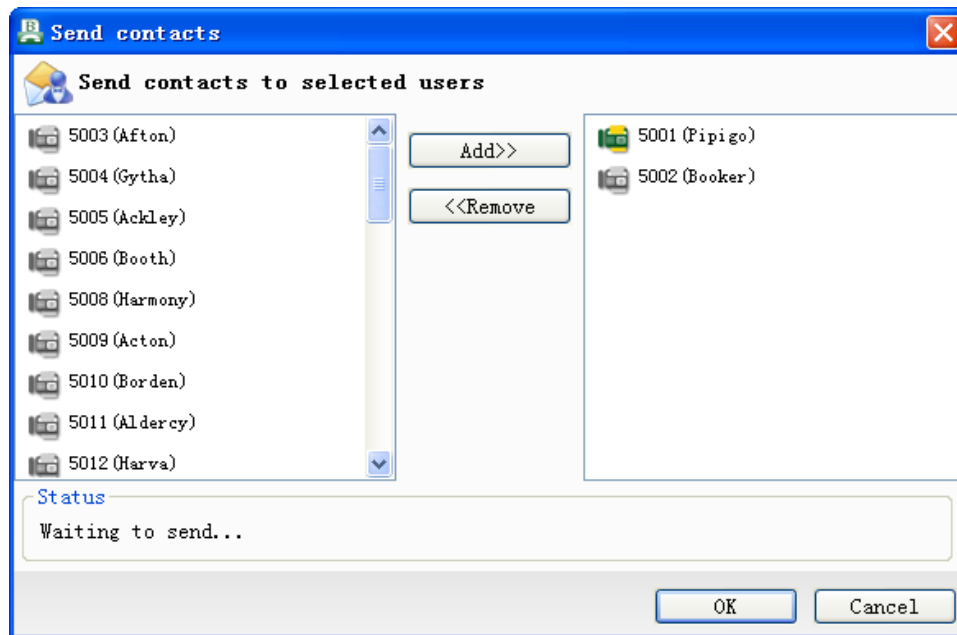 Send contacts
Send contacts to selected users
5003(Afton)
5004(Gytha)
5005(Ackley)
5006(Booth)
5008(Harmony)
5009(Acton)
5010(Borden)
5011(Aldercy)
5012(Harva)
Add>>
<<Remove
5001(Pipigo)
5002(Booker)
Status
Waiting to send...
OK
Cancel